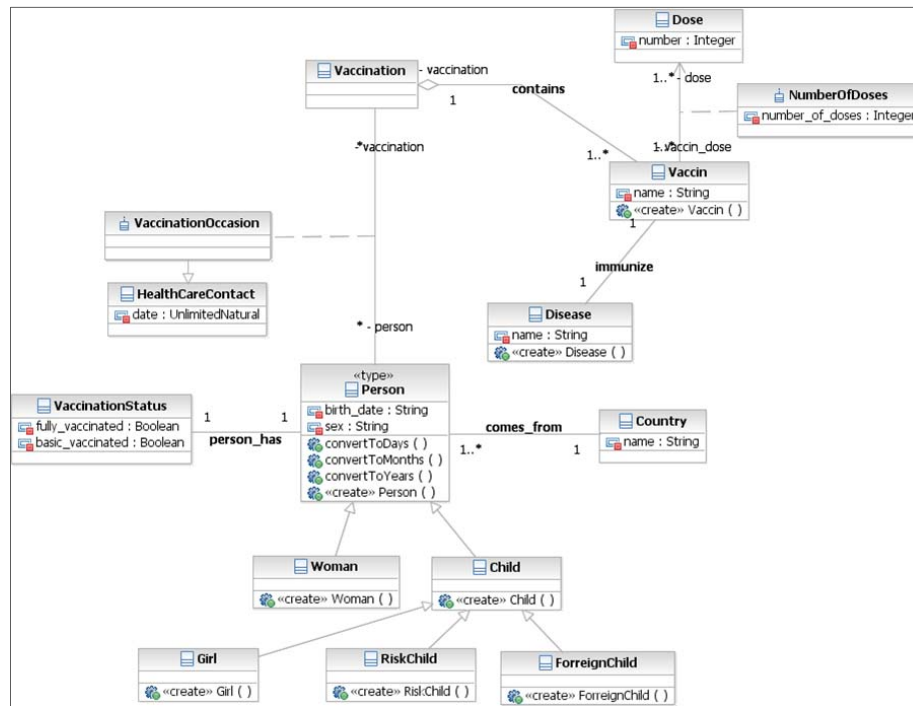 Dose
number : Integer
Vaccination
- vaccination
1
contains
1..* - dose
NumberOfDoses
number_of_doses : Integer
-*vaccination
1..*
1..*
-vaccin_dose
Vaccin
name : String
«create» Vaccin ( )
VaccinationOccasion
1
immunize
1
HealthCareContact
date : UnlimitedNatural
Disease
name : String
«create» Disease ( )
* - person
«type»
Person
birth_date : String
sex : String
convertToDays ( )
convertToMonths ( )
convertToYears ( )
«create» Person ( )
VaccinationStatus
fully_vaccinated : Boolean
basic_vaccinated : Boolean
1
1
person_has
comes_from
1..*
1
Country
name : String
Woman
«create» Woman ( )
Child
«create» Child ( )
Girl
«create» Girl ( )
RiskChild
«create» RiskChild ( )
ForreignChild
«create» ForreignChild ( )